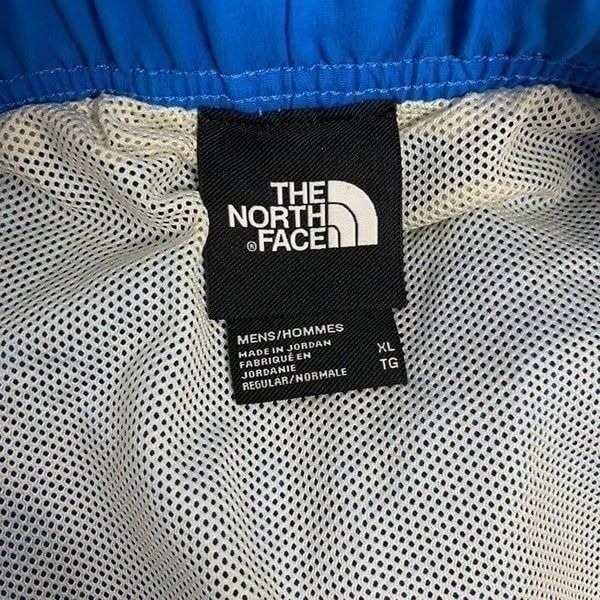 THE
NORTH
® FACE
MENS/HOMMES
MADE IN JORDAN XL
FABRIQUÉ EN TG
JORDANIE
REGULAR/NORMALE